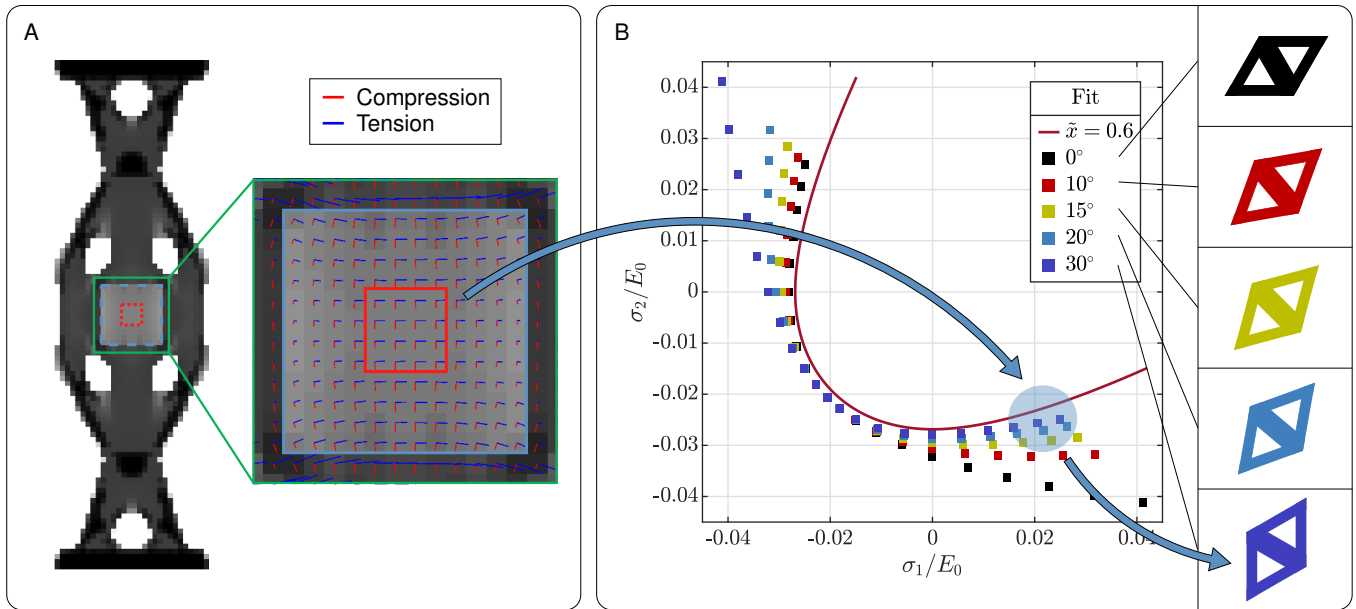 A
Compression
Tension
B
0.04
0.03
0.02
0.01
0
-0.01
-0.02
-0.03
-0.04
σ₂/E₀
-0.04
-0.02
0
0.02
0.04
σ₁/E₀
Fit
x̃ = 0.6
0°
10°
15°
20°
30°